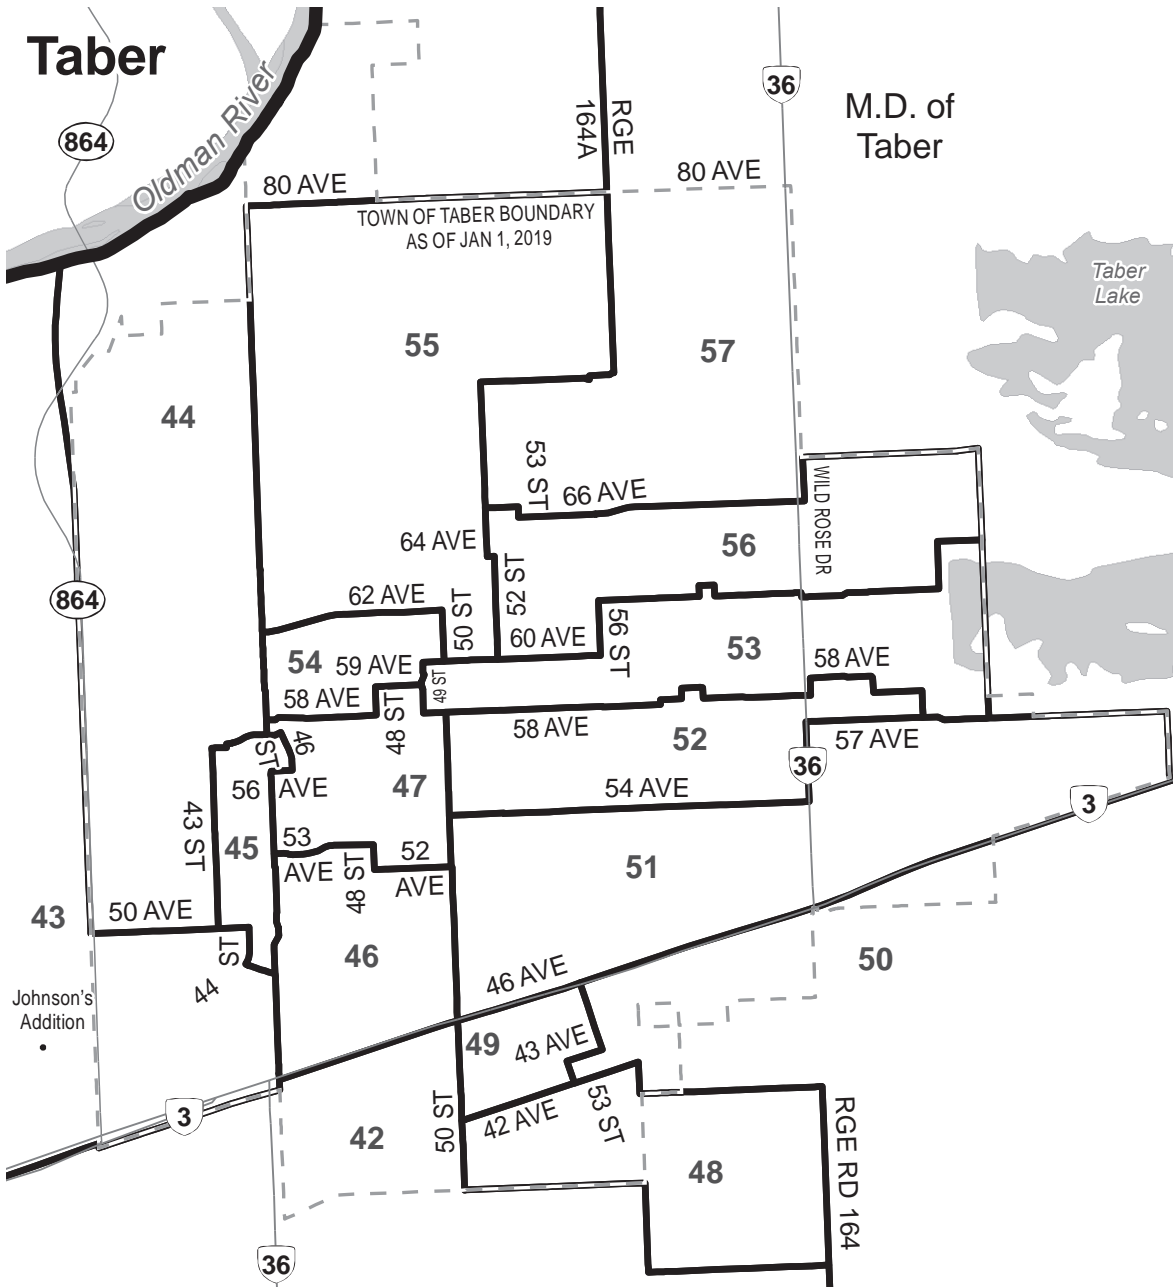 Taber
864
Oldman River
RGE
164A
36
M.D. of
Taber
80 AVE
80 AVE
TOWN OF TABER BOUNDARY
AS OF JAN 1, 2019
Taber
Lake
55
57
44
53 ST
66 AVE
WILD ROSE DR
64 AVE
56
52 ST
864
62 AVE
50 ST
60 AVE
56 ST
53
54
59 AVE
58 AVE
49 ST
58 AVE
48 ST
58 AVE
52
57 AVE
46
ST
36
56
AVE
47
54 AVE
3
43 ST
45
53
AVE
48 ST
52
AVE
51
43
50 AVE
ST
44
46
50
46 AVE
Johnson's
Addition
49
43 AVE
3
42
50 ST
42 AVE
53 ST
48
RGE RD 164
36